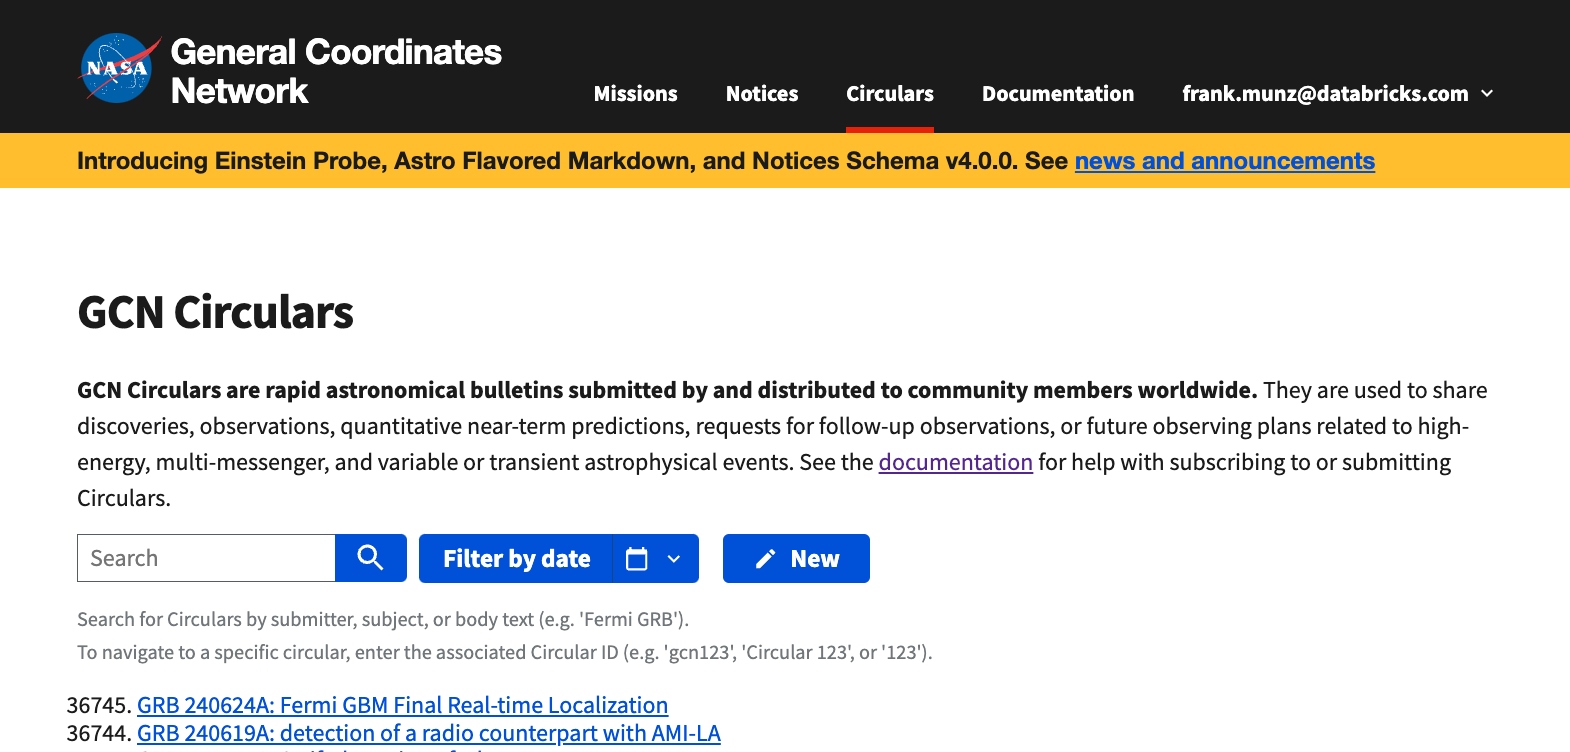 NASA
General Coordinates
Network
Missions
Notices
Circulars
Documentation
frank.munz@databricks.com
Introducing Einstein Probe, Astro Flavored Markdown, and Notices Schema v4.0.0. See news and announcements
GCN Circulars
GCN Circulars are rapid astronomical bulletins submitted by and distributed to community members worldwide. They are used to share
discoveries, observations, quantitative near-term predictions, requests for follow-up observations, or future observing plans related to high-
energy, multi-messenger, and variable or transient astrophysical events. See the documentation for help with subscribing to or submitting
Circulars.
Search
Filter by date
New
Search for Circulars by submitter, subject, or body text (e.g. 'Fermi GRB').
To navigate to a specific circular, enter the associated Circular ID (e.g. 'gcn123', 'Circular 123', or '123').
36745. GRB 240624A: Fermi GBM Final Real-time Localization
36744. GRB 240619A: detection of a radio counterpart with AMI-LA